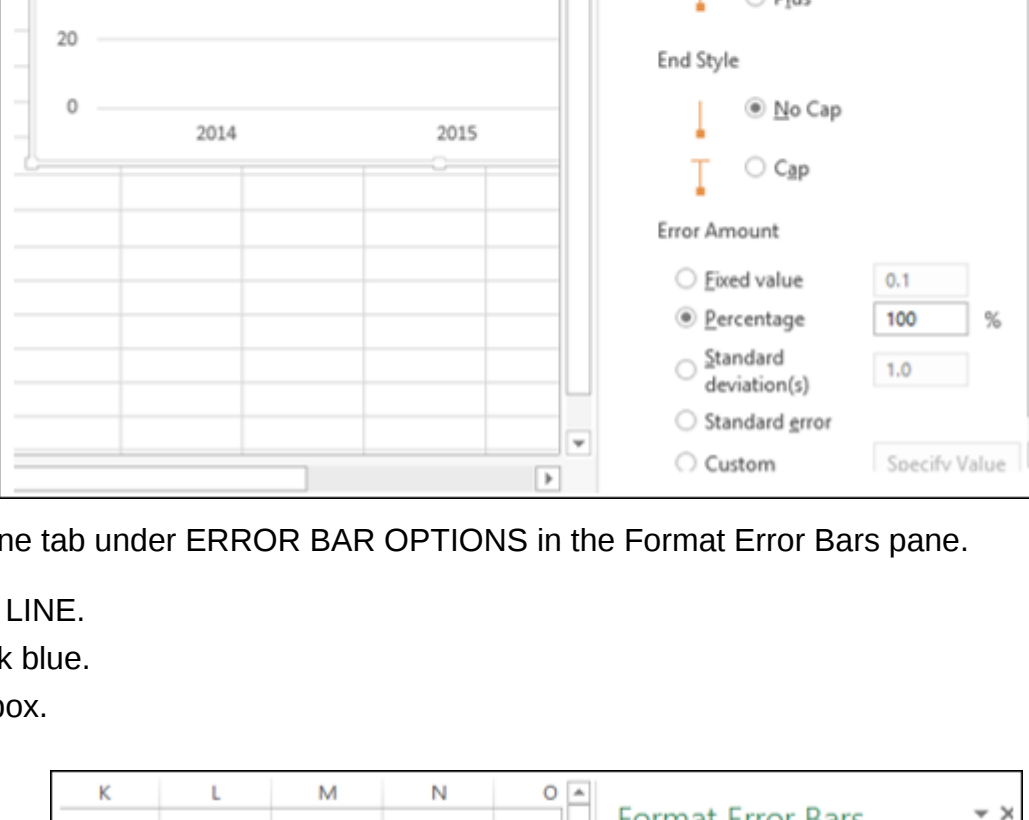 Plus
20
End Style
0
No Cap
2014 2015
Cap
Error Amount
Fixed value 0.1
Percentage 100 %
Standard
deviation(s) 1.0
Standard error
Custom Specify Value
tab under ERROR BAR OPTIONS in the Format Error Bars pane.
LINE.
blue.
K L M N O
Format Error Bars